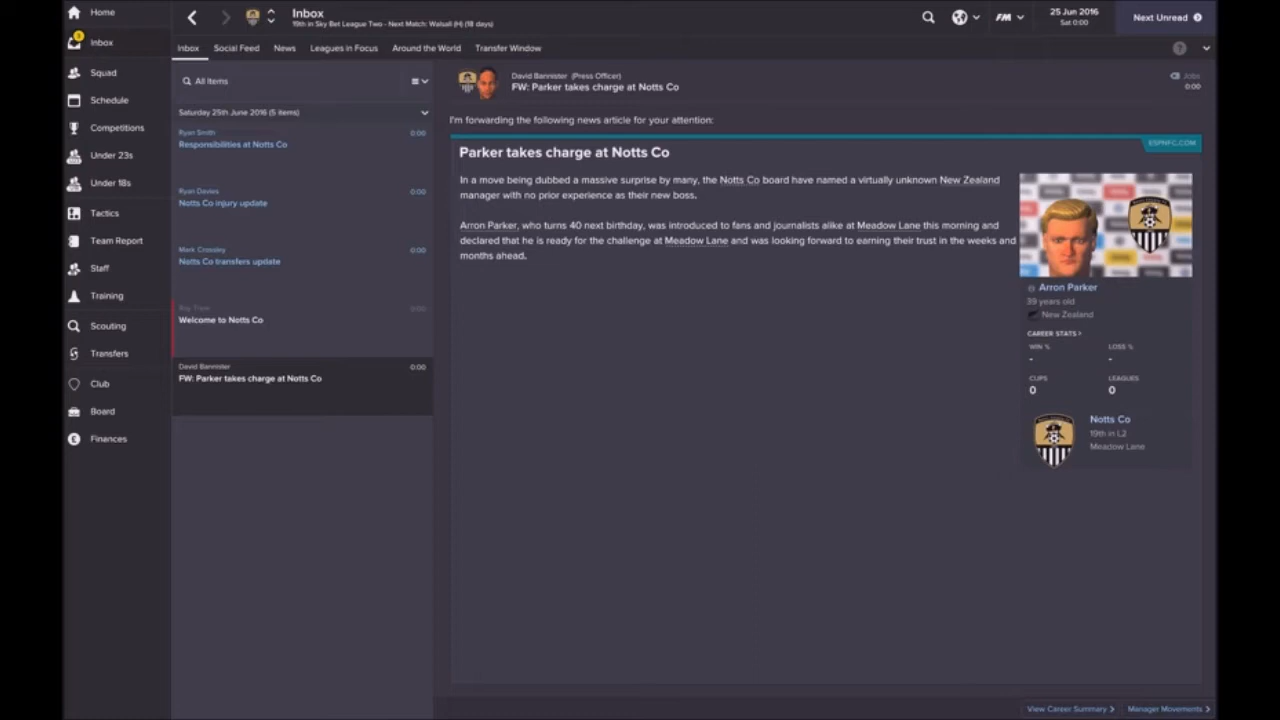 Home
Inbox
Squad
Schedule
Competitions
Under 23s
Under 18s
Tactics
Team Report
Staff
Training
Scouting
Transfers
Club
Board
Finances
Inbox
19th in Sky Bet League Two - Next Match: Walsall (H) (18 days)
FM
25 Jun 2016
Sat 0:00
Next Unread
Inbox Social Feed News Leagues in Focus Around the World Transfer Window
All Items
Saturday 25th June 2016 (5 items)
Ryan Smith 0:00
Responsibilities at Notts Co
Ryan Davies 0:00
Notts Co injury update
Mark Crossley 0:00
Notts Co transfers update
0:00
Welcome to Notts Co
David Bannister 0:00
FW: Parker takes charge at Notts Co
David Bannister (Press Officer)
FW: Parker takes charge at Notts Co
Jobs
0:00
I'm forwarding the following news article for your attention:
ESPNFC.COM
Parker takes charge at Notts Co
In a move being dubbed a massive surprise by many, the Notts Co board have named a virtually unknown New Zealand
manager with no prior experience as their new boss.
Arron Parker, who turns 40 next birthday, was introduced to fans and journalists alike at Meadow Lane this morning and
declared that he is ready for the challenge at Meadow Lane and was looking forward to earning their trust in the weeks and
months ahead.
Arron Parker
39 years old
New Zealand
CAREER STATS >
WIN % LOSS %
- -
CUPS LEAGUES
0 0
Notts Co
19th in L2
Meadow Lane
View Career Summary > Manager Movements >